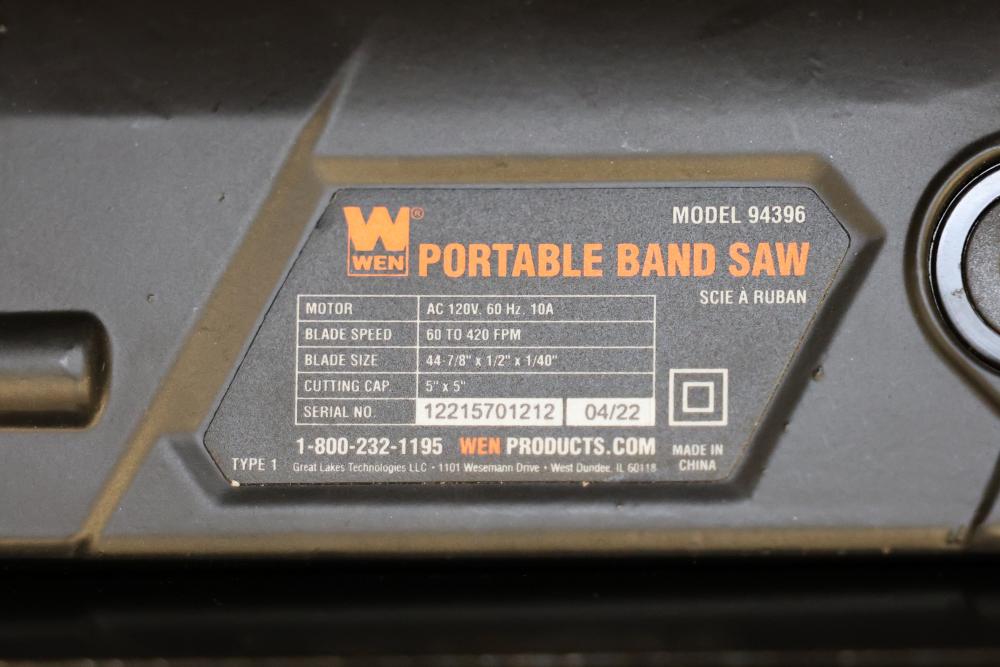 MODEL 94396
W®
WEN
PORTABLE BAND SAW
SCIE À RUBAN
MOTOR AC 120V, 60 Hz, 10A
BLADE SPEED 60 TO 420 FPM
BLADE SIZE 44-7/8" x 1/2" x 1/40"
CUTTING CAP. 5" x 5"
SERIAL NO. 12215701212 04/22
1-800-232-1195 WEN PRODUCTS.COM
MADE IN
CHINA
TYPE 1 Great Lakes Technologies LLC • 1101 Wesemann Drive • West Dundee, IL 60118